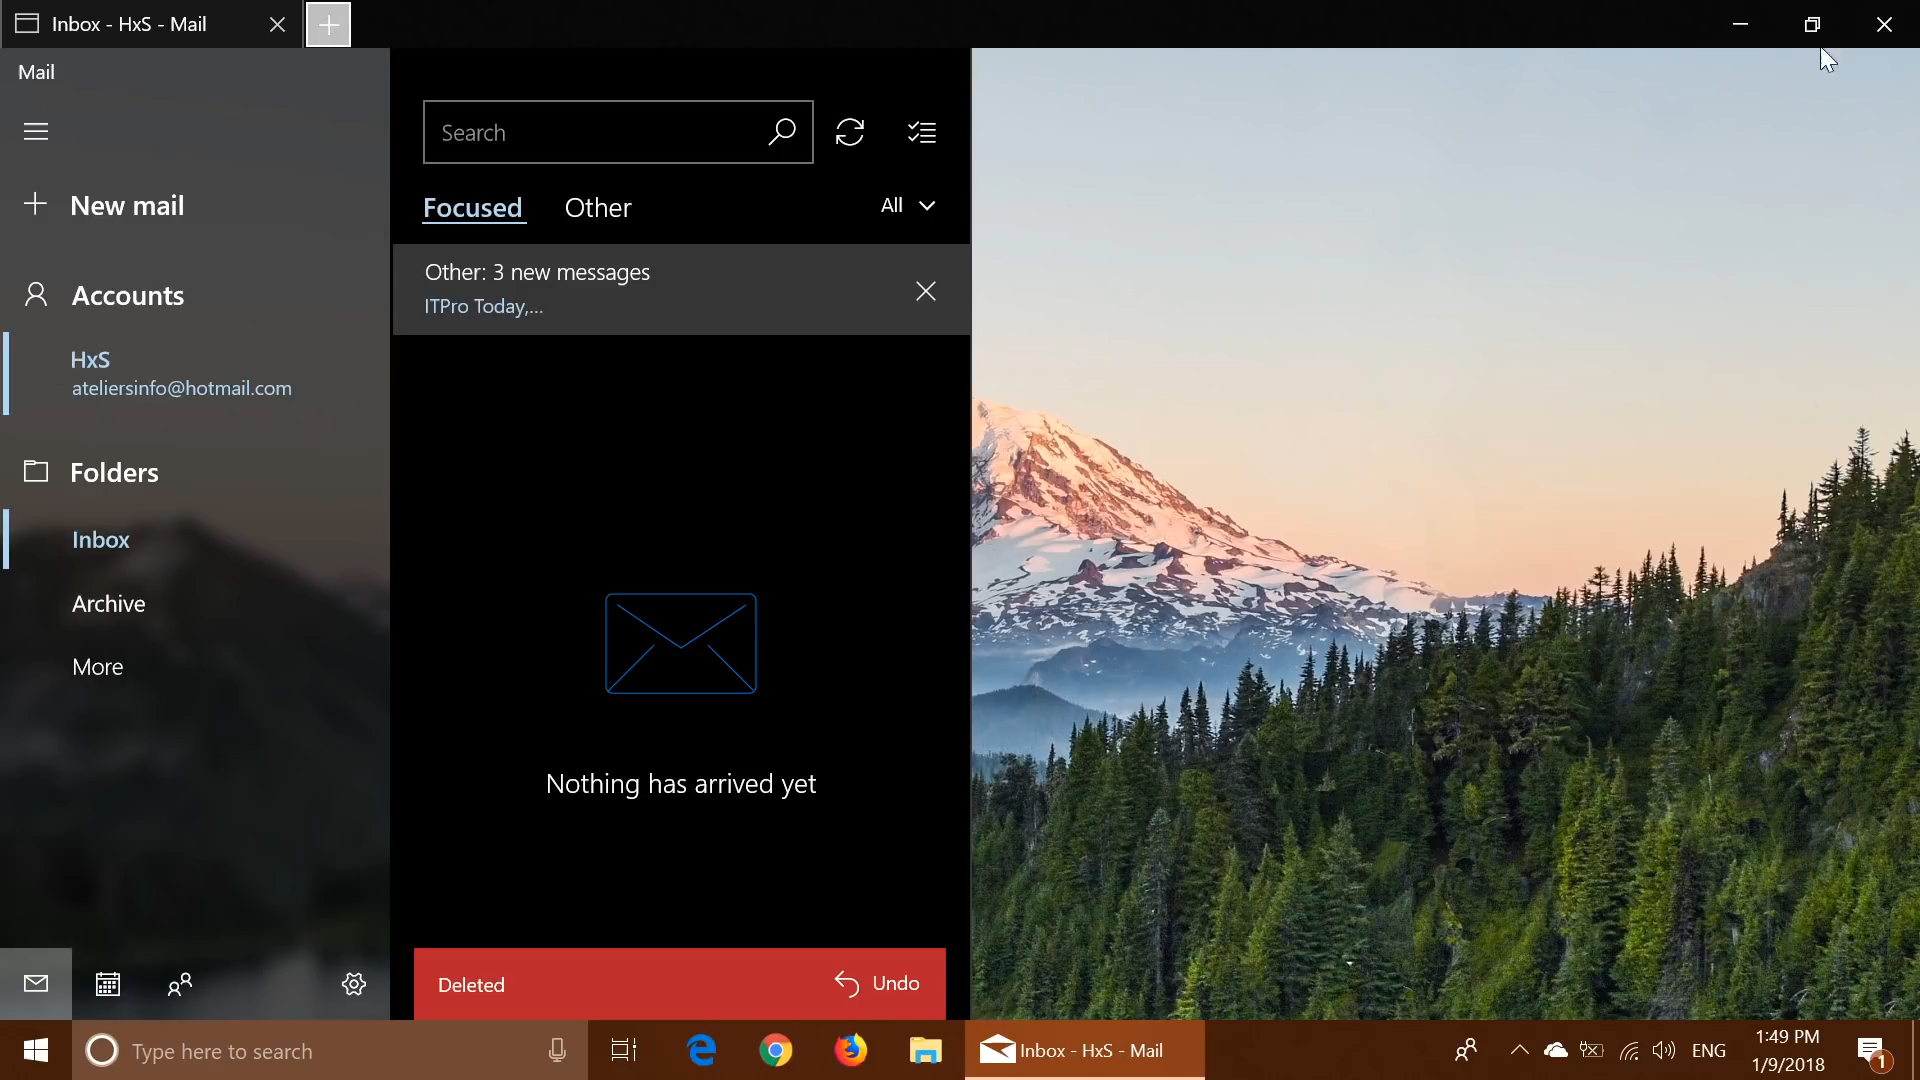 Inbox - HxS - Mail
Mail
Search
New mail
Focused
Other
All
Other: 3 new messages
ITPro Today,...
Accounts
HxS
ateliersinfo@hotmail.com
Folders
Inbox
Archive
More
Nothing has arrived yet
Deleted
Undo
Type here to search
Inbox - HxS - Mail
ENG
1:49 PM
1/9/2018
1